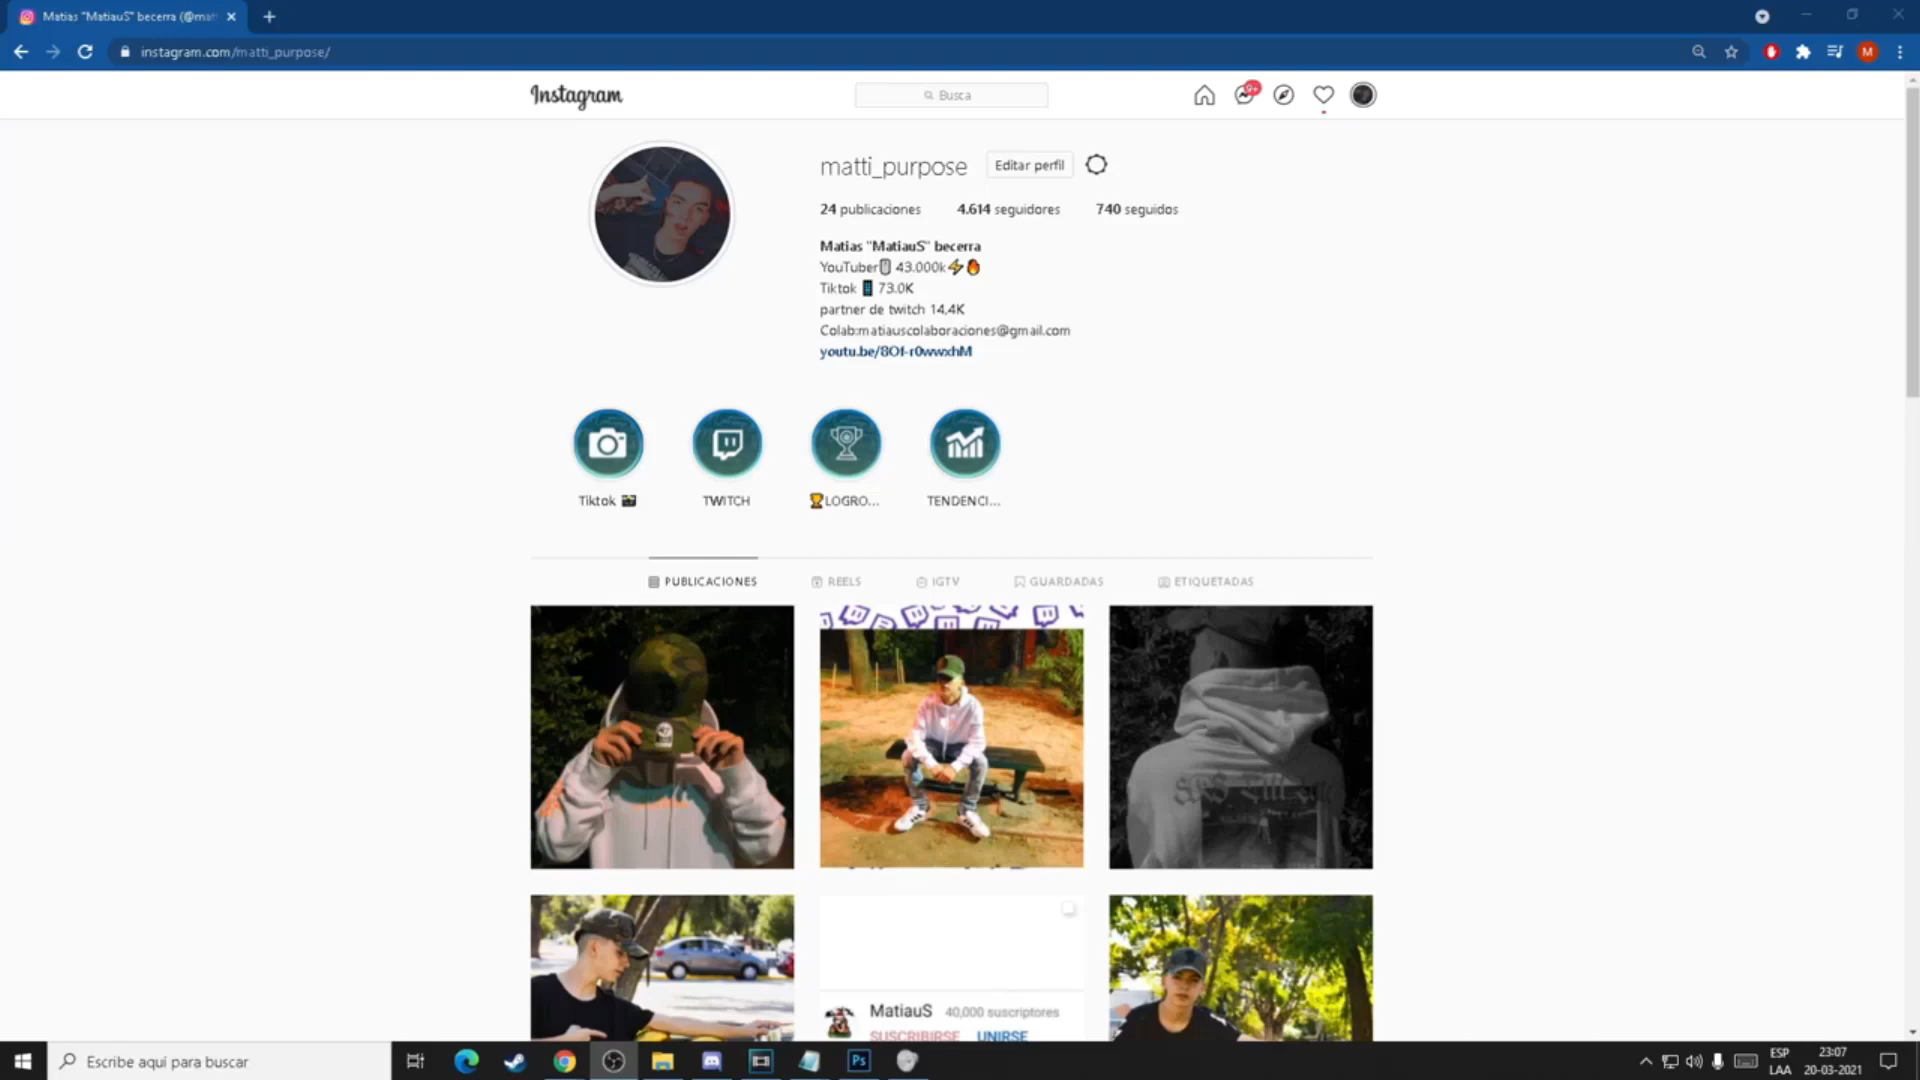 Matias "MatiauS" becerra (@mat
instagram.com/matti_purpose/
M
Instagram
Busca
9+
matti_purpose
Editar perfil
24 publicaciones 4.614 seguidores 740 seguidos
Matias "MatiauS" becerra
YouTuber 43.000k⚡🔥
Tiktok 📱 73.0K
partner de twitch 14.4K
Colab:matiauscolaboraciones@gmail.com
youtu.be/8Of-r0wwxhM
Tiktok 📸 TWITCH 🏆LOGRO... TENDENCI...
PUBLICACIONES REELS IGTV GUARDADAS ETIQUETADAS
MatiauS 40,000 suscriptores
SUSCRIBIRSE UNIRSE
Escribe aquí para buscar
Ps
ESP
LAA
23:07
20-03-2021